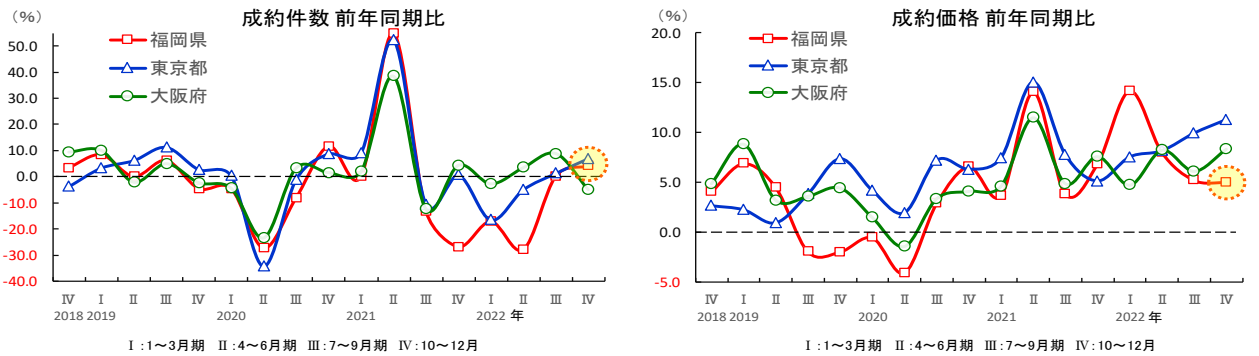 成約件数 前年同期比
（％）
福岡県
東京都
大阪府
50.0
40.0
30.0
20.0
10.0
0.0
-10.0
-20.0
-30.0
-40.0
Ⅳ Ⅰ Ⅱ Ⅲ Ⅳ Ⅰ Ⅱ Ⅲ Ⅳ Ⅰ Ⅱ Ⅲ Ⅳ Ⅰ Ⅱ Ⅲ Ⅳ
2018 2019 2020 2021 2022 年
Ⅰ:1～3月期 Ⅱ:4～6月期 Ⅲ:7～9月期 Ⅳ:10～12月
成約価格 前年同期比
（％）
福岡県
東京都
大阪府
20.0
15.0
10.0
5.0
0.0
-5.0
Ⅳ Ⅰ Ⅱ Ⅲ Ⅳ Ⅰ Ⅱ Ⅲ Ⅳ Ⅰ Ⅱ Ⅲ Ⅳ Ⅰ Ⅱ Ⅲ Ⅳ
2018 2019 2020 2021 2022 年
Ⅰ:1～3月期 Ⅱ:4～6月期 Ⅲ:7～9月期 Ⅳ:10～12月